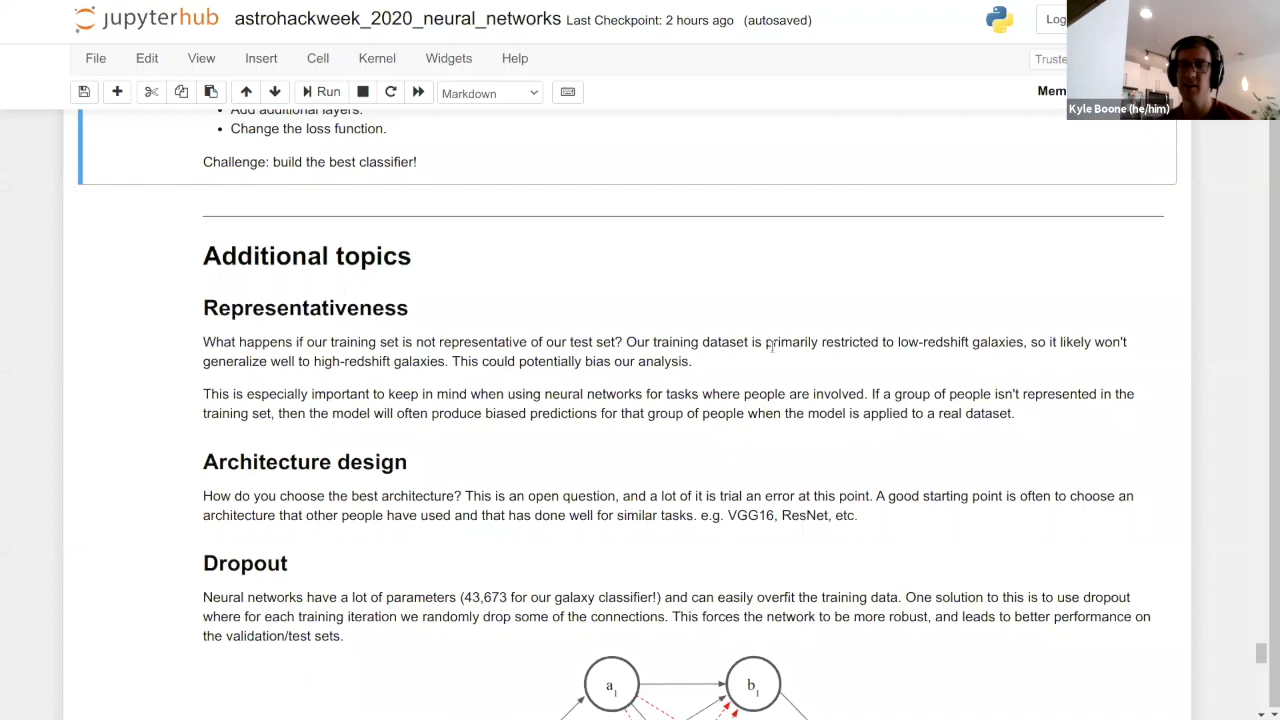 jupyterhub astrohackweek_2020_neural_networks Last Checkpoint: 2 hours ago (autosaved)
File Edit View Insert Cell Kernel Widgets Help
Run Markdown
Kyle Boone (he/him)
Add additional layers.
Change the loss function.
Challenge: build the best classifier!
Additional topics
Representativeness
What happens if our training set is not representative of our test set? Our training dataset is primarily restricted to low-redshift galaxies, so it likely won't
generalize well to high-redshift galaxies. This could potentially bias our analysis.
This is especially important to keep in mind when using neural networks for tasks where people are involved. If a group of people isn't represented in the
training set, then the model will often produce biased predictions for that group of people when the model is applied to a real dataset.
Architecture design
How do you choose the best architecture? This is an open question, and a lot of it is trial an error at this point. A good starting point is often to choose an
architecture that other people have used and that has done well for similar tasks. e.g. VGG16, ResNet, etc.
Dropout
Neural networks have a lot of parameters (43,673 for our galaxy classifier!) and can easily overfit the training data. One solution to this is to use dropout
where for each training iteration we randomly drop some of the connections. This forces the network to be more robust, and leads to better performance on
the validation/test sets.
a1 b1